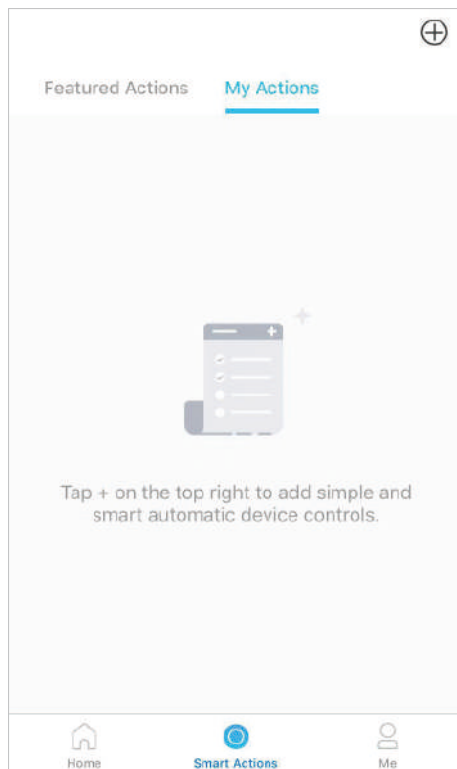 Featured Actions My Actions
Tap + on the top right to add simple and
smart automatic device controls.
Home Smart Actions Me